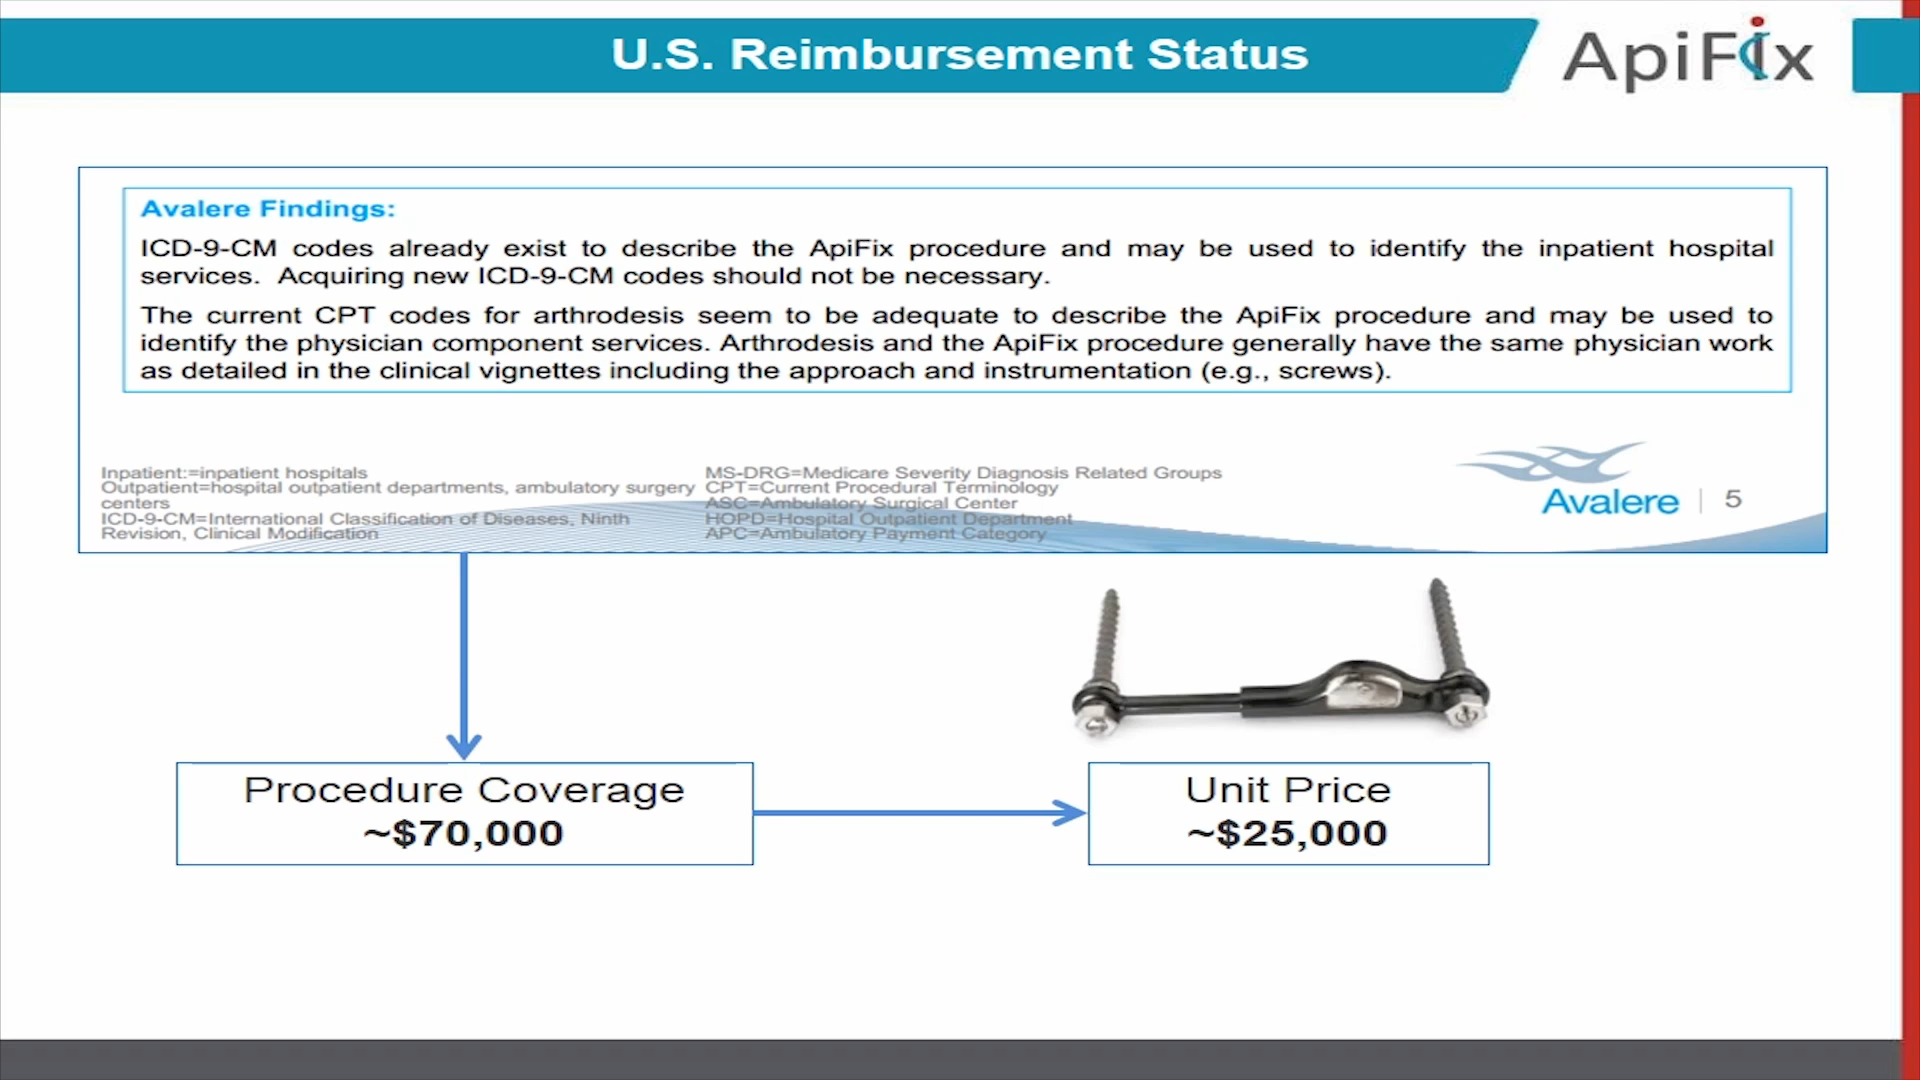 U.S. Reimbursement Status
ApiFix
Avalere Findings:
ICD-9-CM codes already exist to describe the ApiFix procedure and may be used to identify the inpatient hospital
services. Acquiring new ICD-9-CM codes should not be necessary.
The current CPT codes for arthrodesis seem to be adequate to describe the ApiFix procedure and may be used to
identify the physician component services. Arthrodesis and the ApiFix procedure generally have the same physician work
as detailed in the clinical vignettes including the approach and instrumentation (e.g., screws).
Inpatient:=inpatient hospitals
Outpatient=hospital outpatient departments, ambulatory surgery
centers
ICD-9-CM=International Classification of Diseases, Ninth
Revision, Clinical Modification
MS-DRG=Medicare Severity Diagnosis Related Groups
CPT=Current Procedural Terminology
ASC=Ambulatory Surgical Center
HOPD=Hospital Outpatient Department
APC=Ambulatory Payment Category
Avalere | 5
Procedure Coverage
~$70,000
Unit Price
~$25,000